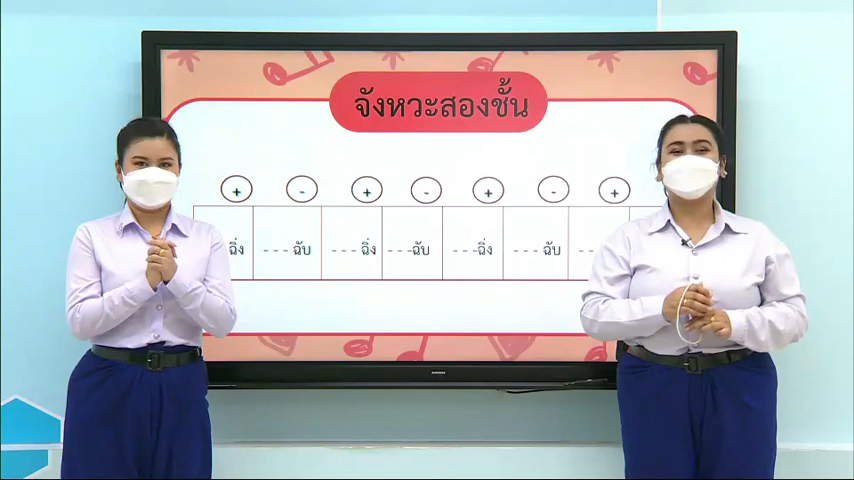 จังหวะสองชั้น
+ - + - + - +
ฉิ่ง - - - ฉับ - - - ฉิ่ง - - - ฉับ - - - ฉิ่ง - - - ฉับ - -
SAMSUNG